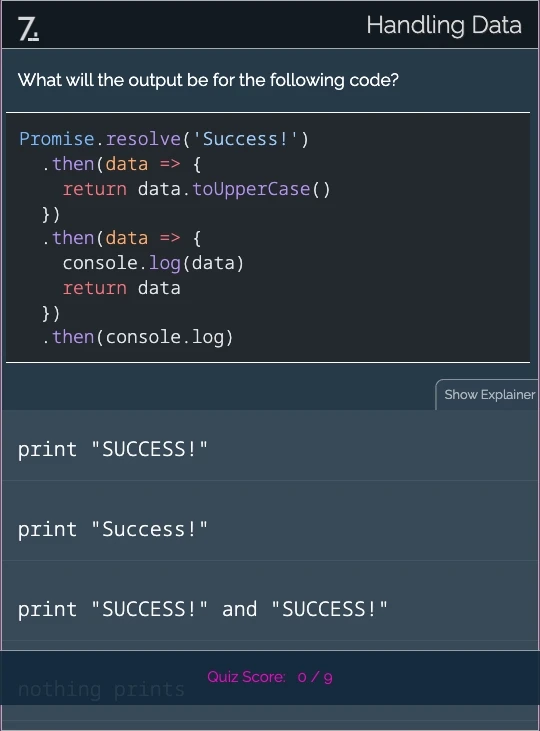 7.
Handling Data
What will the output be for the following code?
Promise.resolve('Success!')
  .then(data => {
    return data.toUpperCase()
  })
  .then(data => {
    console.log(data)
    return data
  })
  .then(console.log)
Show Explainer
print "SUCCESS!"
print "Success!"
print "SUCCESS!" and "SUCCESS!"
Quiz Score: 0 / 9
nothing prints